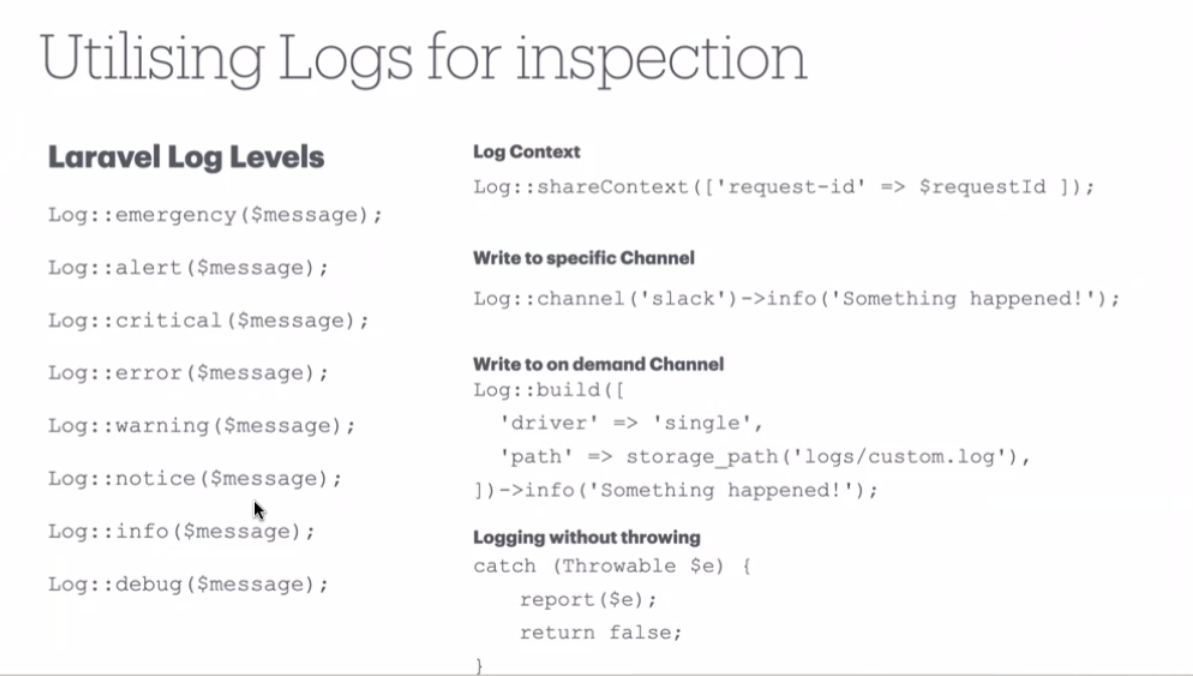 Utilising Logs for inspection
Laravel Log Levels
Log::emergency($message);
Log::alert($message);
Log::critical($message);
Log::error($message);
Log::warning($message);
Log::notice($message);
Log::info($message);
Log::debug($message);
Log Context
Log::shareContext(['request-id' => $requestId ]);
Write to specific Channel
Log::channel('slack')->info('Something happened!');
Write to on demand Channel
Log::build([
  'driver' => 'single',
  'path' => storage_path('logs/custom.log'),
])->info('Something happened!');
Logging without throwing
catch (Throwable $e) {
    report($e);
    return false;
}